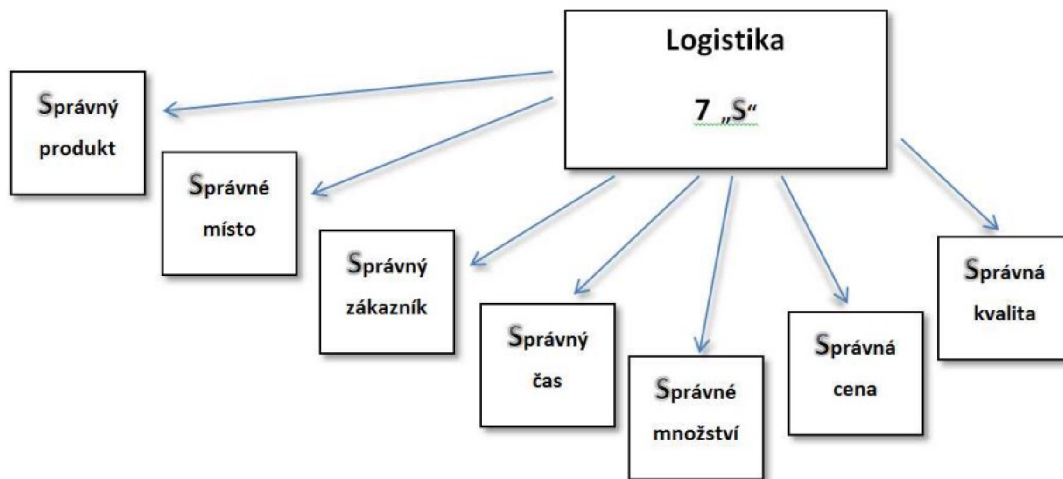 Logistika
7 „S“
Správný
produkt
Správné
místo
Správný
zákazník
Správný
čas
Správné
množství
Správná
cena
Správná
kvalita